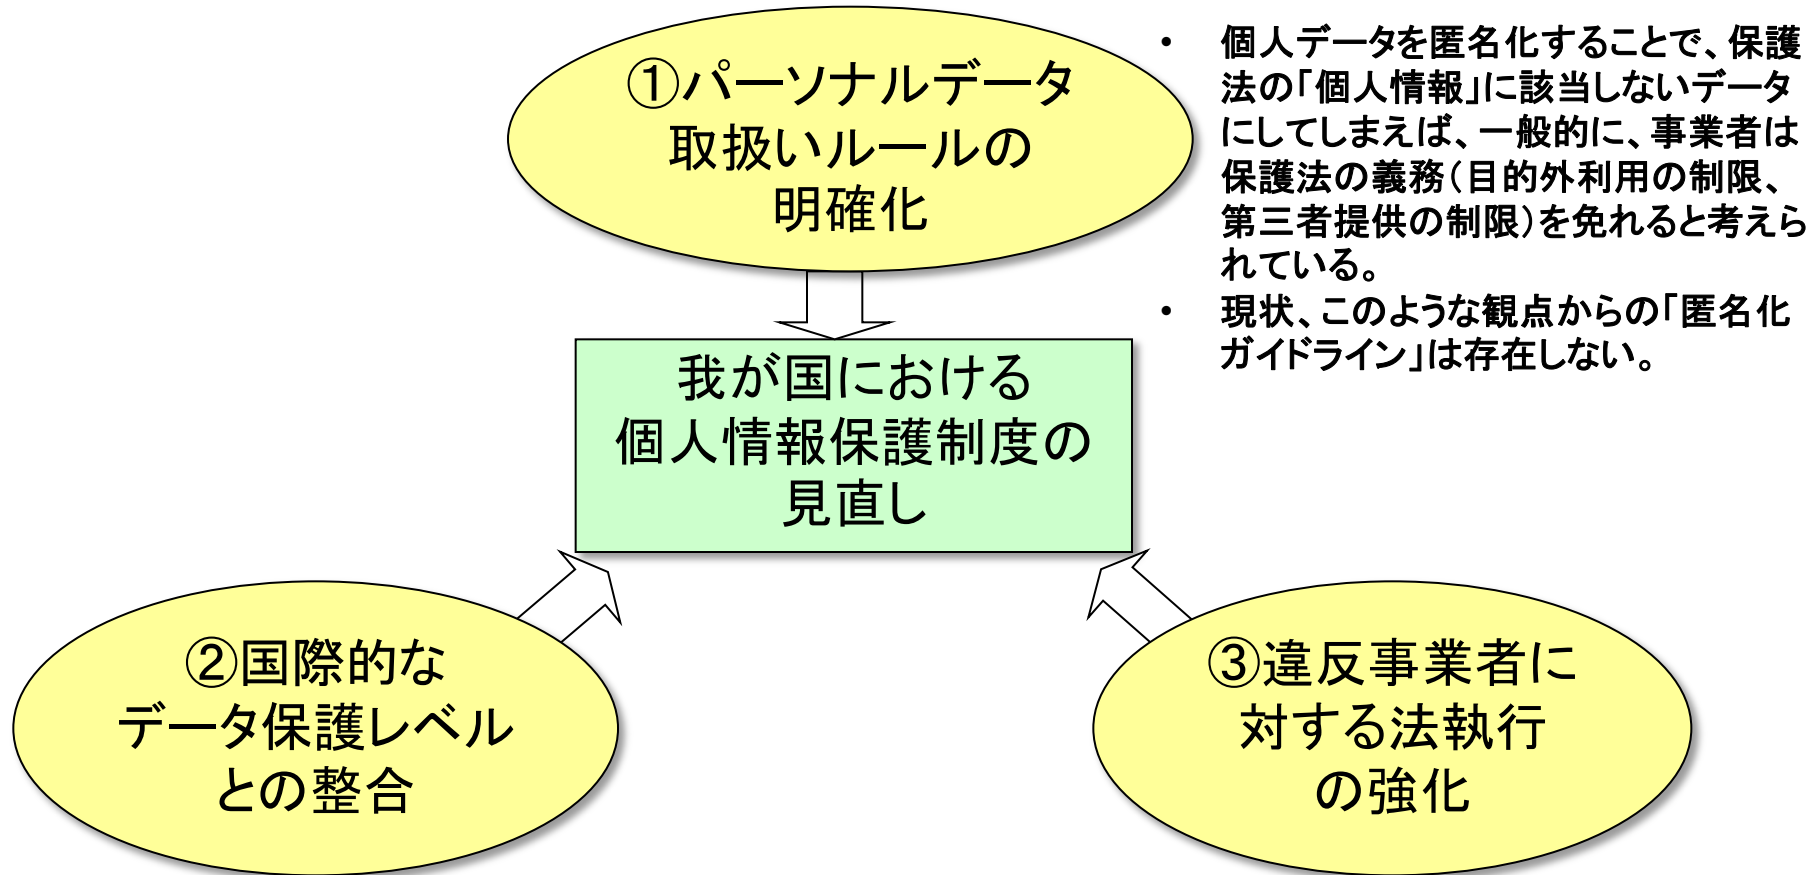 ①パーソナルデータ
取扱いルールの
明確化
• 個人データを匿名化することで、保護
法の「個人情報」に該当しないデータ
にしてしまえば、一般的に、事業者は
保護法の義務（目的外利用の制限、
第三者提供の制限）を免れると考えら
れている。
• 現状、このような観点からの「匿名化
ガイドライン」は存在しない。
我が国における
個人情報保護制度の
見直し
②国際的な
データ保護レベル
との整合
③違反事業者に
対する法執行
の強化